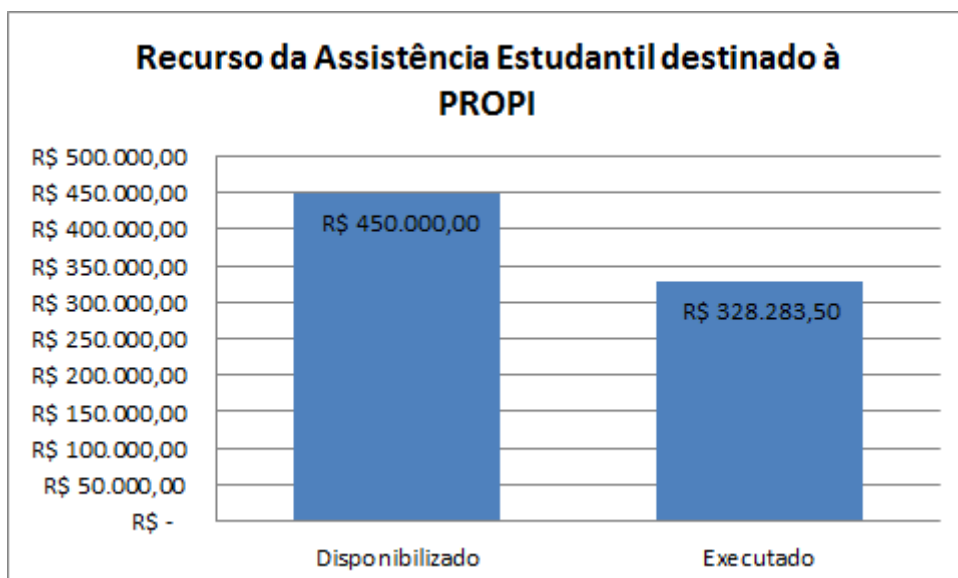 Recurso da Assistência Estudantil destinado à
PROPI
R$ 500.000,00
R$ 450.000,00
R$ 400.000,00
R$ 350.000,00
R$ 300.000,00
R$ 250.000,00
R$ 200.000,00
R$ 150.000,00
R$ 100.000,00
R$ 50.000,00
R$ -
R$ 450.000,00
R$ 328.283,50
Disponibilizado
Executado